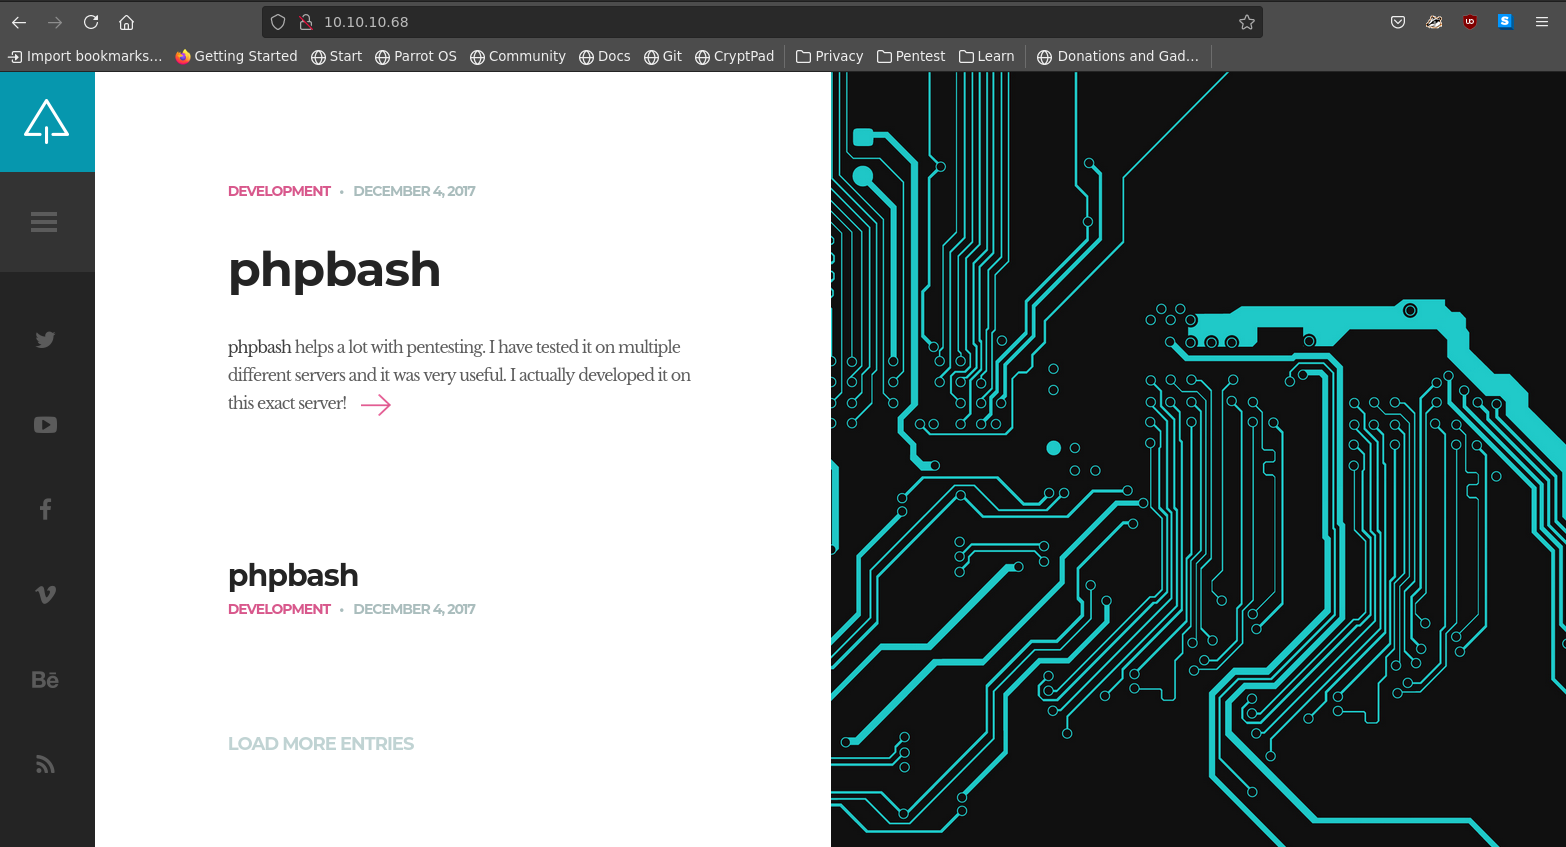 10.10.10.68
Import bookmarks... Getting Started Start Parrot OS Community Docs Git CryptPad Privacy Pentest Learn Donations and Gad...
DEVELOPMENT • DECEMBER 4, 2017
phpbash
phpbash helps a lot with pentesting. I have tested it on multiple
different servers and it was very useful. I actually developed it on
this exact server!
phpbash
DEVELOPMENT • DECEMBER 4, 2017
Bē
LOAD MORE ENTRIES